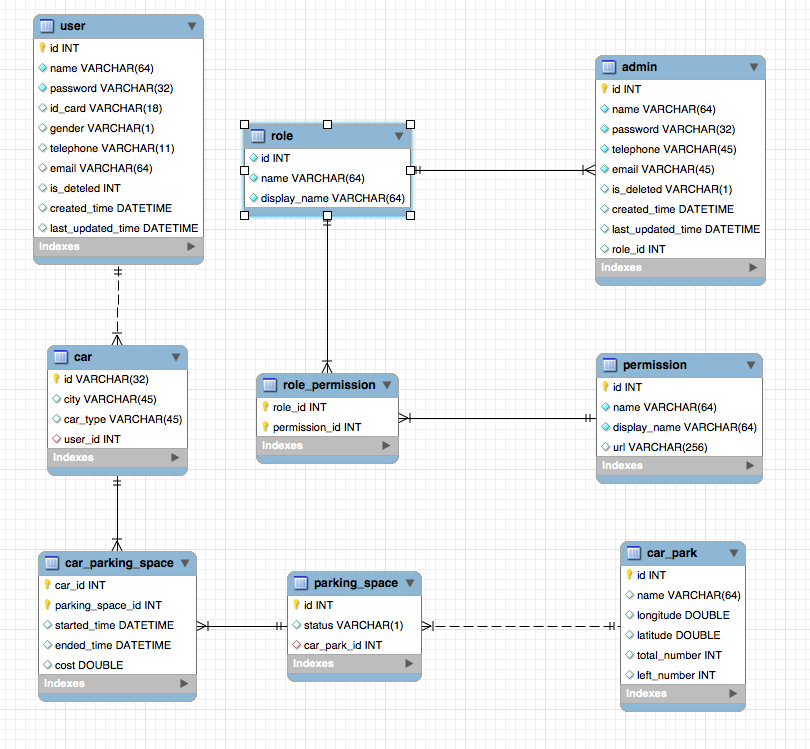 user
id INT
name VARCHAR(64)
password VARCHAR(32)
id_card VARCHAR(18)
gender VARCHAR(1)
telephone VARCHAR(11)
email VARCHAR(64)
is_deteled INT
created_time DATETIME
last_updated_time DATETIME
Indexes
role
id INT
name VARCHAR(64)
display_name VARCHAR(64)
admin
id INT
name VARCHAR(64)
password VARCHAR(32)
telephone VARCHAR(45)
email VARCHAR(45)
is_deleted VARCHAR(1)
created_time DATETIME
last_updated_time DATETIME
role_id INT
Indexes
car
id VARCHAR(32)
city VARCHAR(45)
car_type VARCHAR(45)
user_id INT
Indexes
role_permission
role_id INT
permission_id INT
Indexes
permission
id INT
name VARCHAR(64)
display_name VARCHAR(64)
url VARCHAR(256)
Indexes
car_parking_space
car_id INT
parking_space_id INT
started_time DATETIME
ended_time DATETIME
cost DOUBLE
Indexes
parking_space
id INT
status VARCHAR(1)
car_park_id INT
Indexes
car_park
id INT
name VARCHAR(64)
longitude DOUBLE
latitude DOUBLE
total_number INT
left_number INT
Indexes